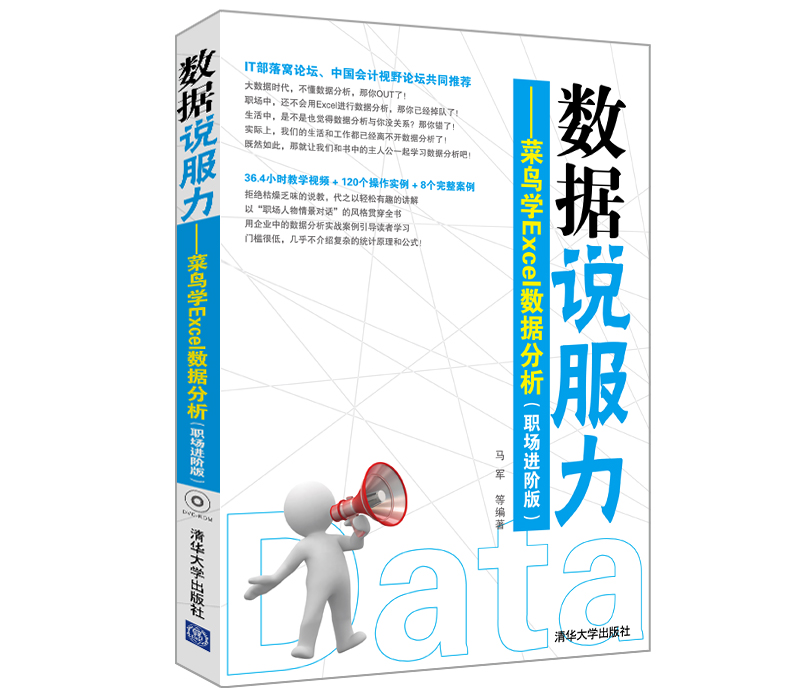 数据说服力
——菜鸟学Excel数据分析(职场进阶版)
DVD-ROM
清华大学出版社
IT部落窝论坛、中国会计视野论坛共同推荐
大数据时代，不懂数据分析，那你OUT了!
职场中，还不会用Excel进行数据分析，那你已经掉队了!
生活中，是不是也觉得数据分析与你没关系？那你错了!
实际上，我们的生活和工作都已经离不开数据分析了!
既然如此，那就让我们和书中的主人公一起学习数据分析吧!
36.4小时教学视频 + 120个操作实例 + 8个完整案例
拒绝枯燥乏味的说教，代之以轻松有趣的讲解
以“职场人物情景对话”的风格贯穿全书
用企业中的数据分析实战案例引导读者学习
门槛很低，几乎不介绍复杂的统计原理和公式!
数据说服力
——菜鸟学Excel数据分析(职场进阶版)
马军 等编著
Data
清华大学出版社